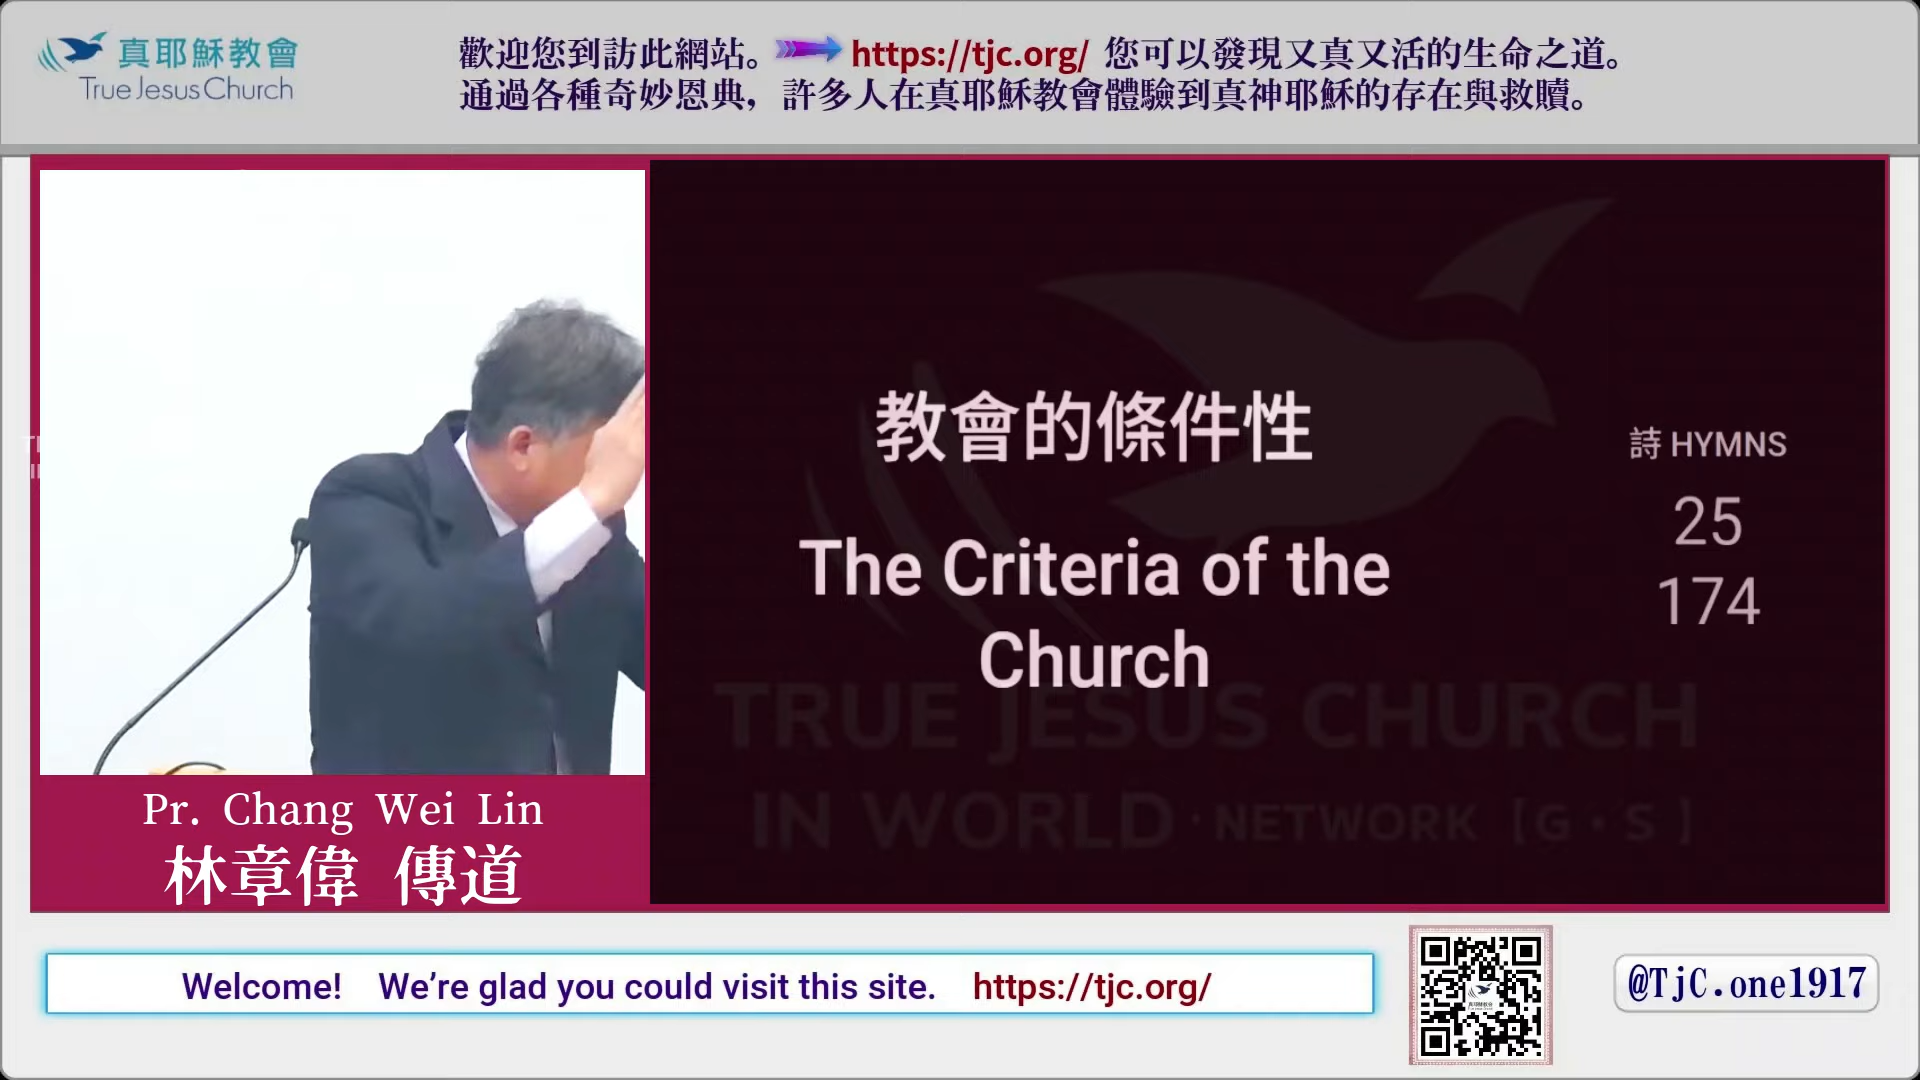 真耶穌教會
True Jesus Church
歡迎您到訪此網站。 https://tjc.org/ 您可以發現又真又活的生命之道。
通過各種奇妙恩典，許多人在真耶穌教會體驗到真神耶穌的存在與救贖。
教會的條件性
The Criteria of the
Church
詩 HYMNS
25
174
TRUE JESUS CHURCH
IN WORLD · NETWORK [ G · S ]
Pr. Chang Wei Lin
林章偉 傳道
Welcome! We’re glad you could visit this site. https://tjc.org/
@TjC.one1917